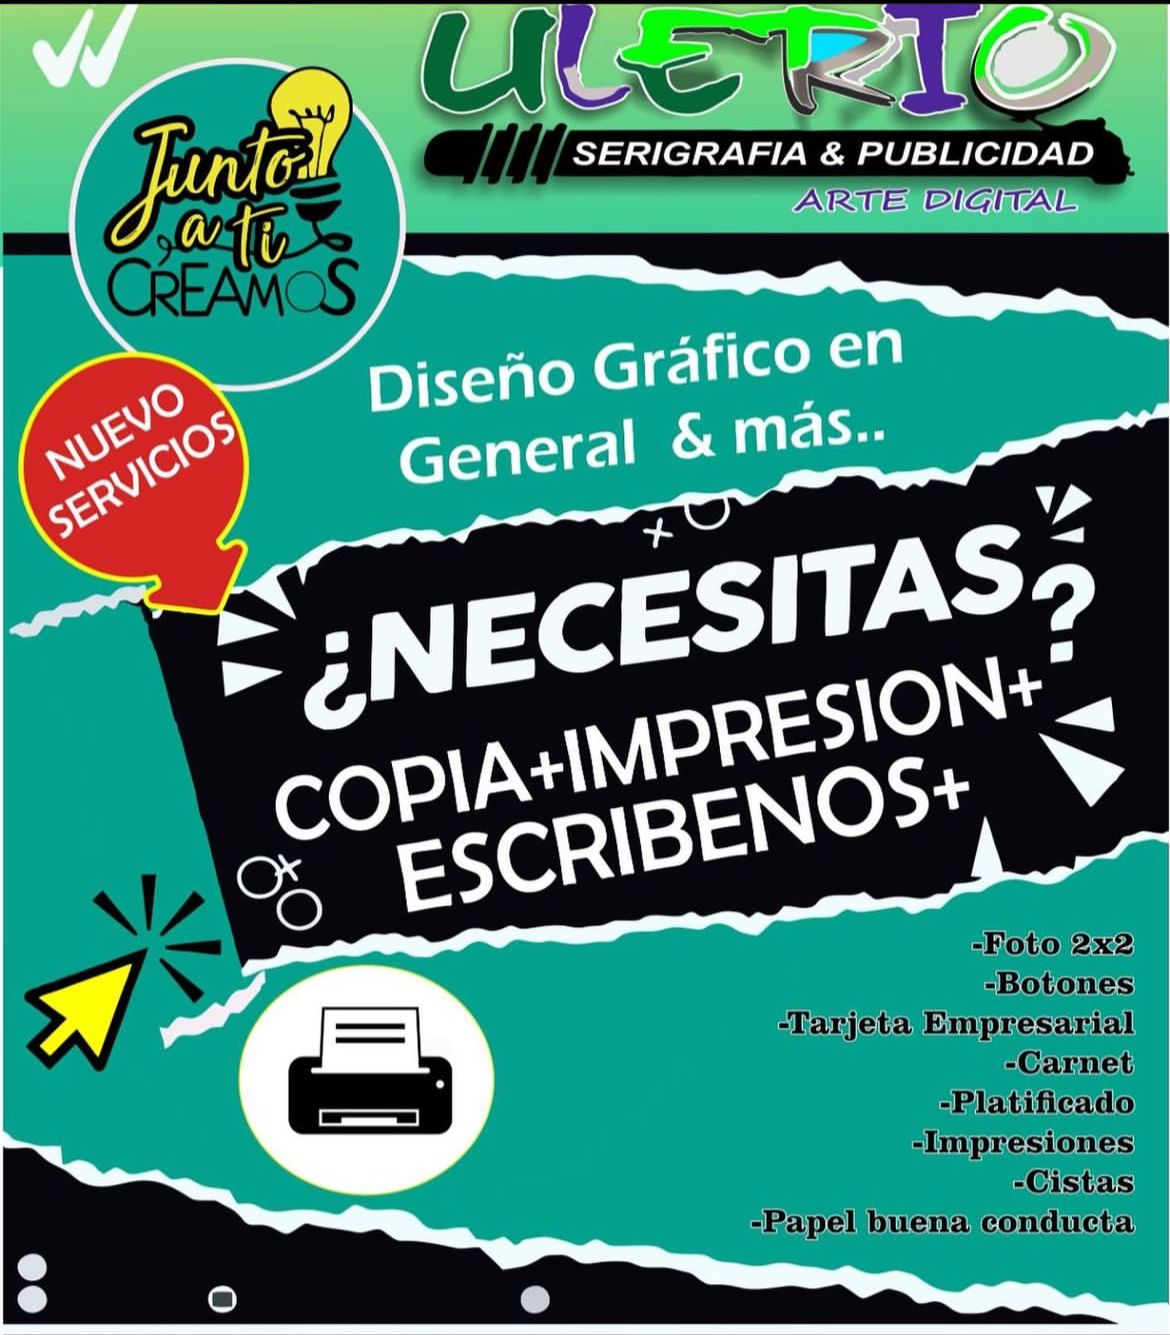 ULERIO
SERIGRAFIA & PUBLICIDAD
ARTE DIGITAL
Junto
a ti
CREAMOS
NUEVO
SERVICIOS
Diseño Gráfico en
General & más..
¿NECESITAS?
COPIA+IMPRESION+
ESCRIBENOS+
-Foto 2x2
-Botones
-Tarjeta Empresarial
-Carnet
-Platificado
-Impresiones
-Cistas
-Papel buena conducta